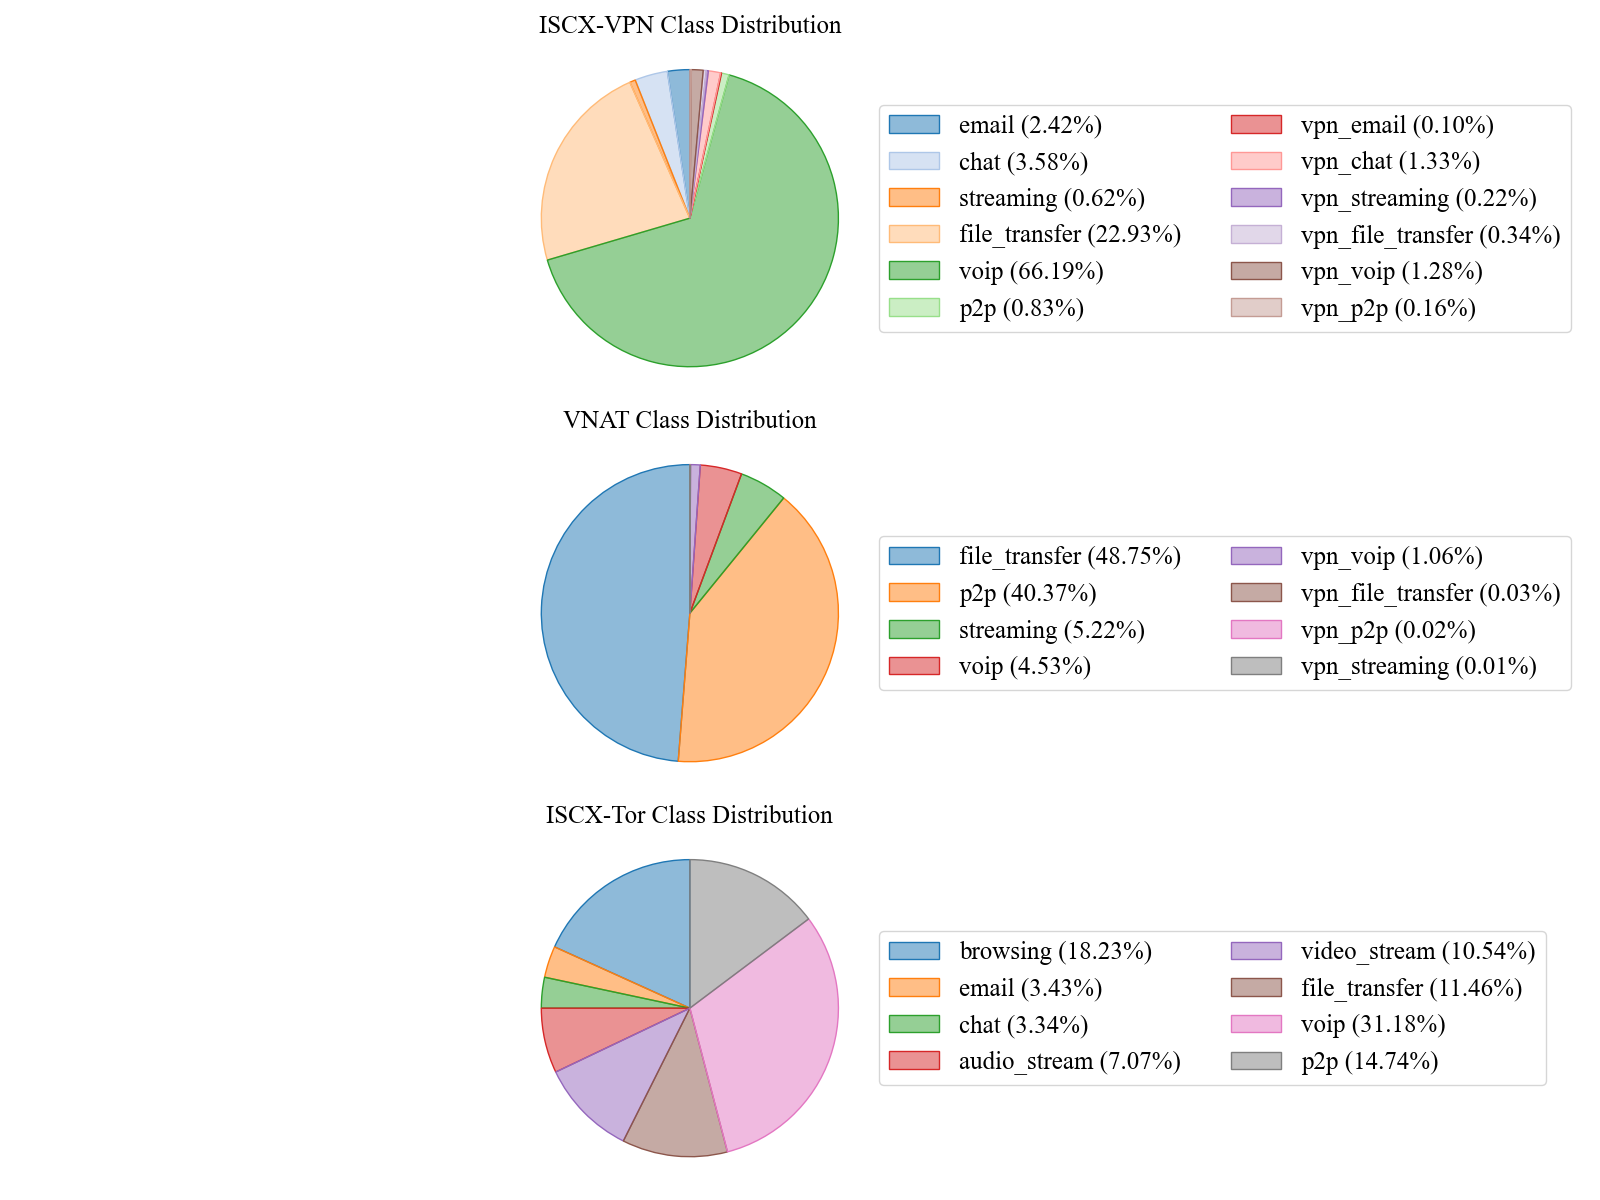 ISCX-VPN Class Distribution
email (2.42%)
chat (3.58%)
streaming (0.62%)
file_transfer (22.93%)
voip (66.19%)
p2p (0.83%)
vpn_email (0.10%)
vpn_chat (1.33%)
vpn_streaming (0.22%)
vpn_file_transfer (0.34%)
vpn_voip (1.28%)
vpn_p2p (0.16%)
VNAT Class Distribution
file_transfer (48.75%)
p2p (40.37%)
streaming (5.22%)
voip (4.53%)
vpn_voip (1.06%)
vpn_file_transfer (0.03%)
vpn_p2p (0.02%)
vpn_streaming (0.01%)
ISCX-Tor Class Distribution
browsing (18.23%)
email (3.43%)
chat (3.34%)
audio_stream (7.07%)
video_stream (10.54%)
file_transfer (11.46%)
voip (31.18%)
p2p (14.74%)